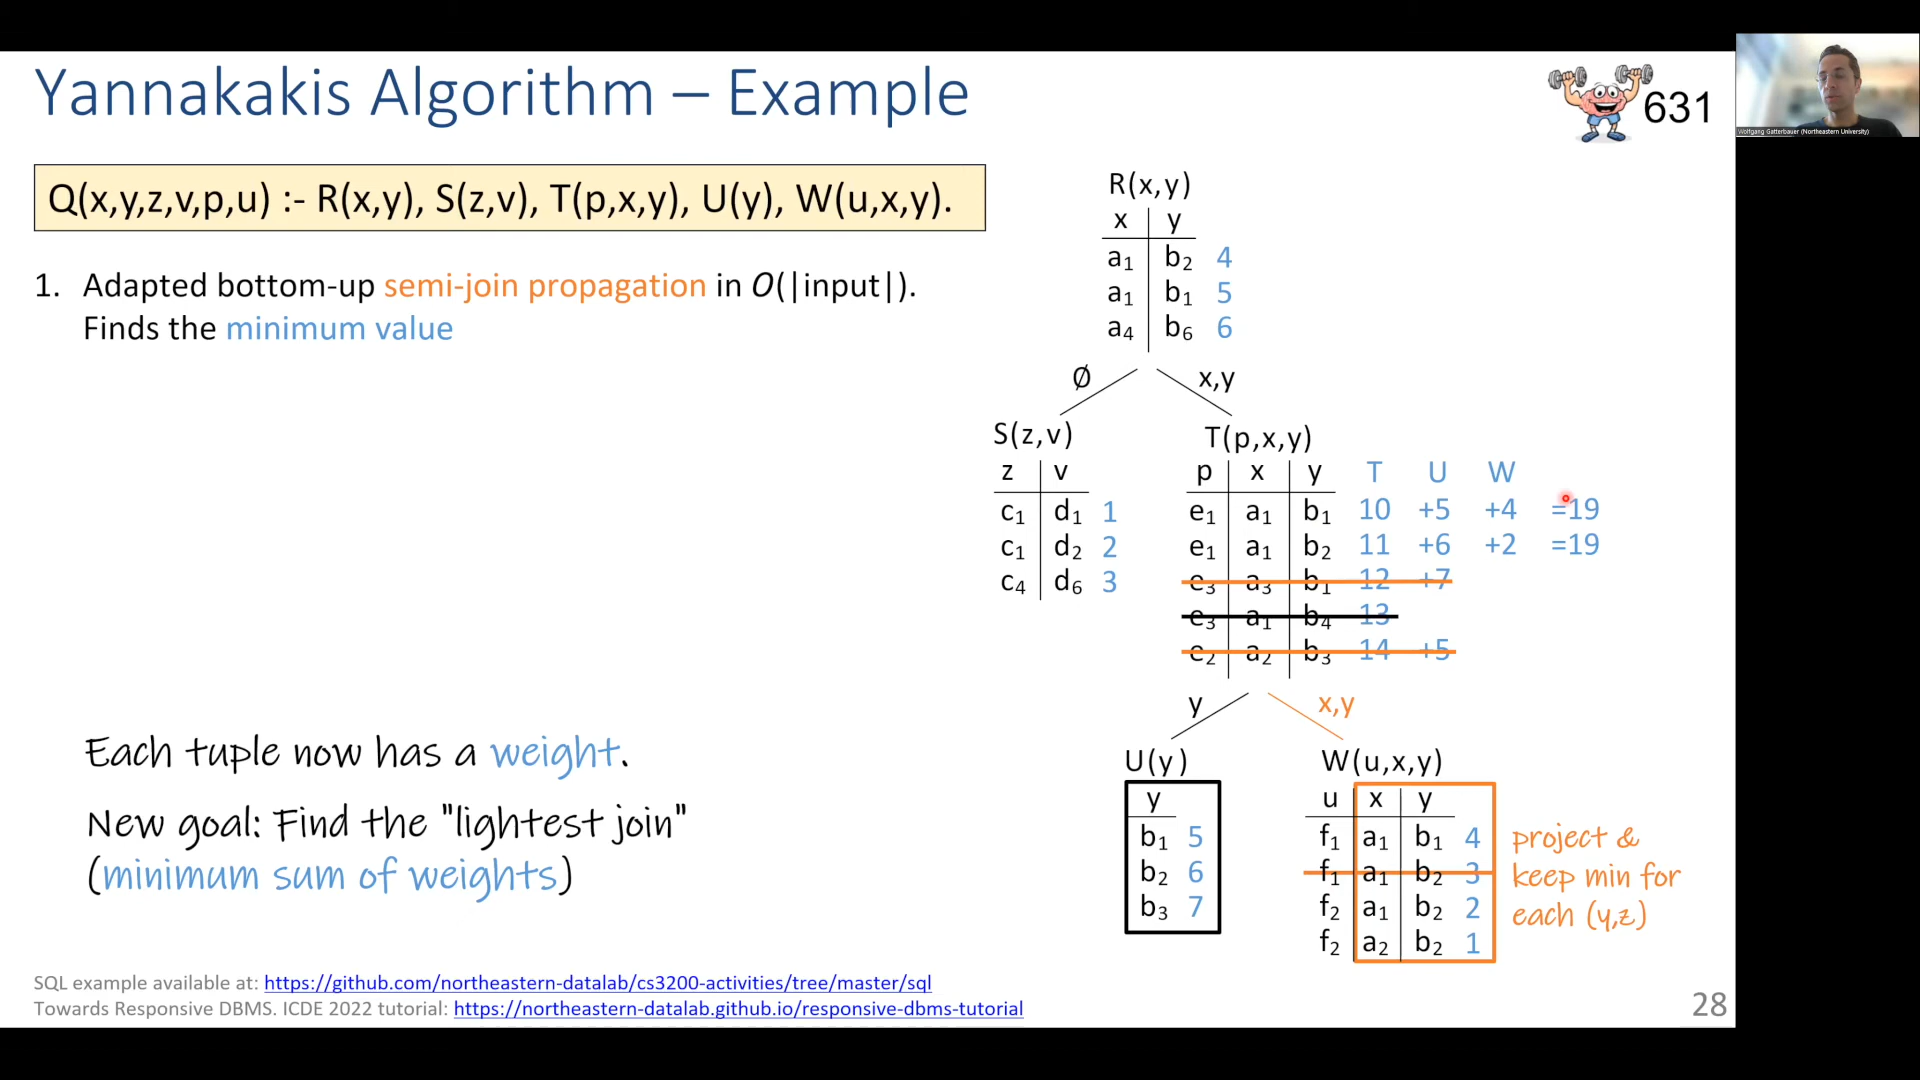 Yannakakis Algorithm – Example
631
Wolfgang Gatterbauer (Northeastern University)
Q(x,y,z,v,p,u) :- R(x,y), S(z,v), T(p,x,y), U(y), W(u,x,y).
1. Adapted bottom-up semi-join propagation in O(|input|).
Finds the minimum value
R(x,y)
x y
a₁ b₂ 4
a₁ b₁ 5
a₄ b₆ 6
∅ x,y
S(z,v)
z v
c₁ d₁ 1
c₁ d₂ 2
c₄ d₆ 3
T(p,x,y)
p x y T U W
e₁ a₁ b₁ 10 +5 +4 =19
e₁ a₁ b₂ 11 +6 +2 =19
e₃ a₃ b₁ 12 +7
e₃ a₁ b₄ 13
e₂ a₂ b₃ 14 +5
y x,y
U(y)
y
b₁ 5
b₂ 6
b₃ 7
W(u,x,y)
u x y
f₁ a₁ b₁ 4
f₁ a₁ b₂ 3
f₂ a₁ b₂ 2
f₂ a₂ b₂ 1
project &
keep min for
each (y,z)
Each tuple now has a weight.
New goal: Find the "lightest join"
(minimum sum of weights)
SQL example available at: https://github.com/northeastern-datalab/cs3200-activities/tree/master/sql
Towards Responsive DBMS. ICDE 2022 tutorial: https://northeastern-datalab.github.io/responsive-dbms-tutorial
28